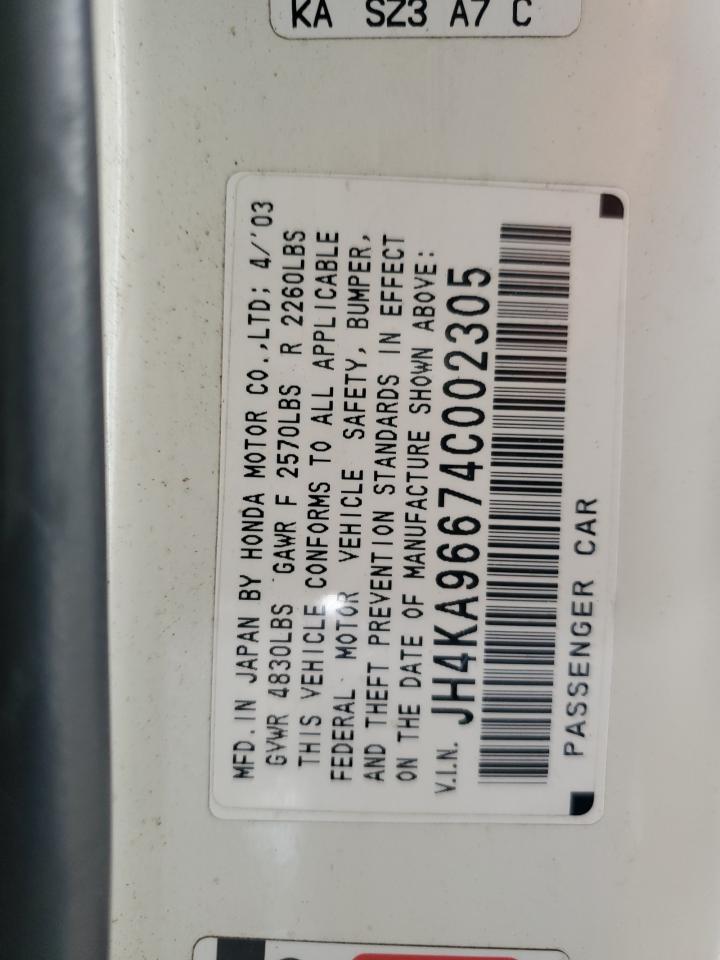 KA SZ3 A7 C
MFD.IN JAPAN BY HONDA MOTOR CO.,LTD; 4/'03
GVWR 4830LBS GAWR F 2570LBS R 2260LBS
THIS VEHICLE CONFORMS TO ALL APPLICABLE
FEDERAL MOTOR VEHICLE SAFETY, BUMPER,
AND THEFT PREVENTION STANDARDS IN EFFECT
ON THE DATE OF MANUFACTURE SHOWN ABOVE:
V.I.N. JH4KA96674C002305
PASSENGER CAR